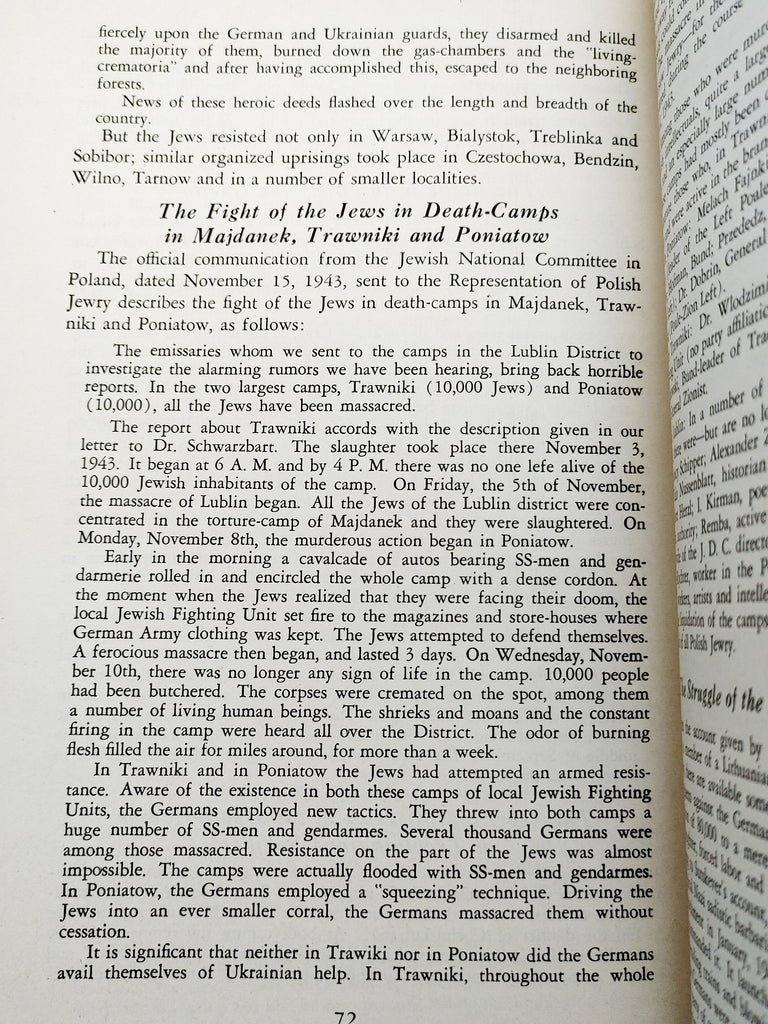 fiercely upon the German and Ukrainian guards, they disarmed and killed
the majority of them, burned down the gas-chambers and the "living-
crematoria" and after having accomplished this, escaped to the neighboring
forests.
News of these heroic deeds flashed over the length and breadth of the
country.
But the Jews resisted not only in Warsaw, Bialystok, Treblinka and
Sobibor; similar organized uprisings took place in Czestochowa, Bendzin,
Wilno, Tarnow and in a number of smaller localities.
The Fight of the Jews in Death-Camps
in Majdanek, Trawniki and Poniatow
The official communication from the Jewish National Committee in
Poland, dated November 15, 1943, sent to the Representation of Polish
Jewry describes the fight of the Jews in death-camps in Majdanek, Traw-
niki and Poniatow, as follows:
The emissaries whom we sent to the camps in the Lublin District to
investigate the alarming rumors we have been hearing, bring back horrible
reports. In the two largest camps, Trawniki (10,000 Jews) and Poniatow
(10,000), all the Jews have been massacred.
The report about Trawniki accords with the description given in our
letter to Dr. Schwarzbart. The slaughter took place there November 3,
1943. It began at 6 A. M. and by 4 P. M. there was no one lefe alive of the
10,000 Jewish inhabitants of the camp. On Friday, the 5th of November,
the massacre of Lublin began. All the Jews of the Lublin district were con-
centrated in the torture-camp of Majdanek and they were slaughtered. On
Monday, November 8th, the murderous action began in Poniatow.
Early in the morning a cavalcade of autos bearing SS-men and gen-
darmerie rolled in and encircled the whole camp with a dense cordon. At
the moment when the Jews realized that they were facing their doom, the
local Jewish Fighting Unit set fire to the magazines and store-houses where
German Army clothing was kept. The Jews attempted to defend themselves.
A ferocious massacre then began, and lasted 3 days. On Wednesday, Novem-
ber 10th, there was no longer any sign of life in the camp. 10,000 people
had been butchered. The corpses were cremated on the spot, among them
a number of living human beings. The shrieks and moans and the constant
firing in the camp were heard all over the District. The odor of burning
flesh filled the air for miles around, for more than a week.
In Trawniki and in Poniatow the Jews had attempted an armed resis-
tance. Aware of the existence in both these camps of local Jewish Fighting
Units, the Germans employed new tactics. They threw into both camps a
huge number of SS-men and gendarmes. Several thousand Germans were
among those massacred. Resistance on the part of the Jews was almost
impossible. The camps were actually flooded with SS-men and gendarmes.
In Poniatow, the Germans employed a "squeezing" technique. Driving the
Jews into an ever smaller corral, the Germans massacred them without
cessation.
It is significant that neither in Trawiki nor in Poniatow did the Germans
avail themselves of Ukrainian help. In Trawniki, throughout the whole
72